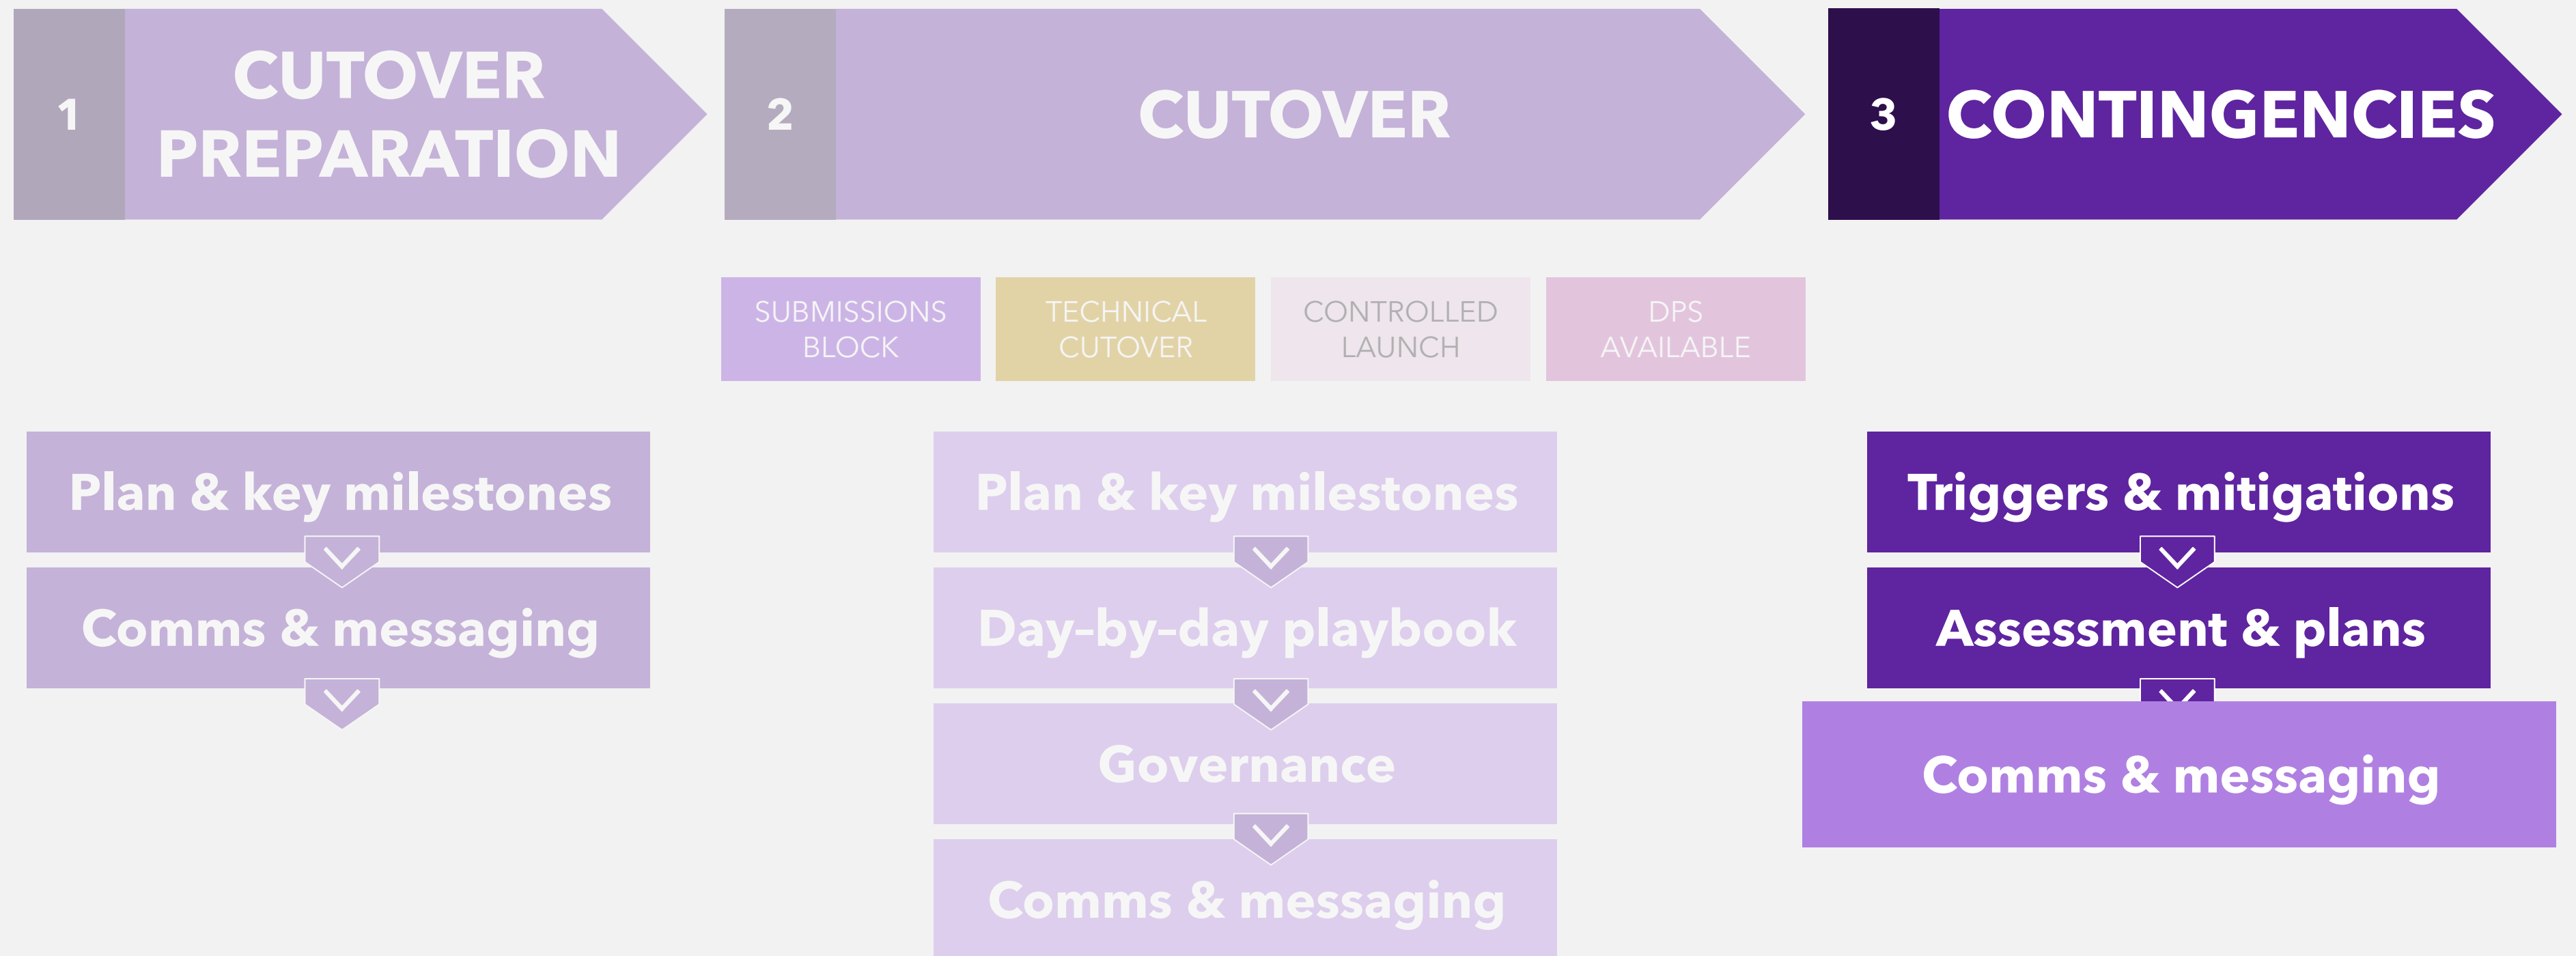 1
CUTOVER
PREPARATION
2
CUTOVER
3
CONTINGENCIES
SUBMISSIONS
BLOCK
TECHNICAL
CUTOVER
CONTROLLED
LAUNCH
DPS
AVAILABLE
Plan & key milestones
Comms & messaging
Plan & key milestones
Day-by-day playbook
Governance
Comms & messaging
Triggers & mitigations
Assessment & plans
Comms & messaging